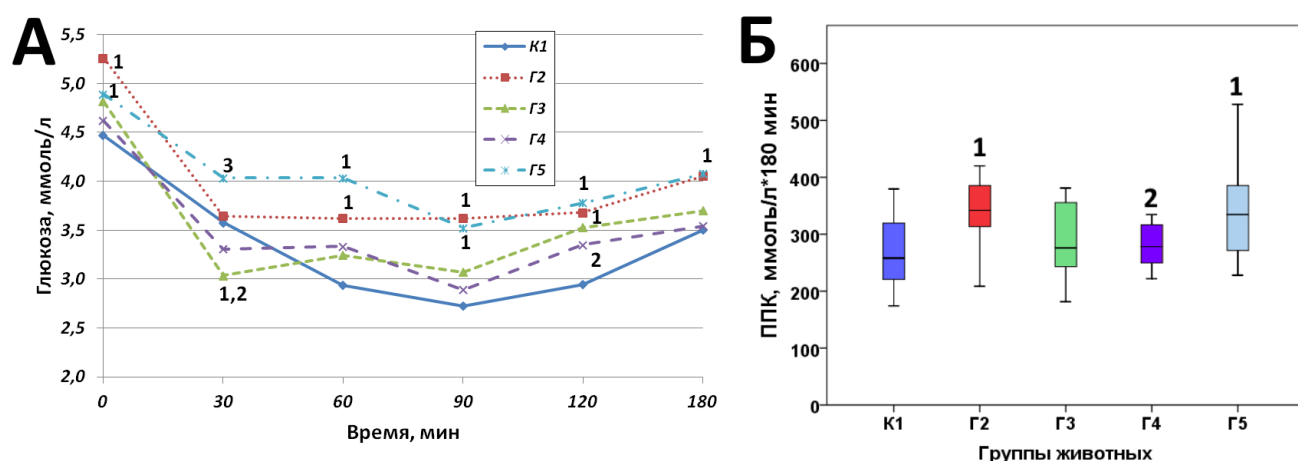 А
5,5
5,0
4,5
4,0
3,5
3,0
2,5
2,0
Глюкоза, ммоль/л
0
30
60
90
120
180
Время, мин
К1
Г2
Г3
Г4
Г5
1
1
3
1,2
1
1
1
1
1
1
2
1
Б
600
500
400
300
200
100
0
ППК, ммоль/л*180 мин
1
2
1
К1
Г2
Г3
Г4
Г5
Группы животных